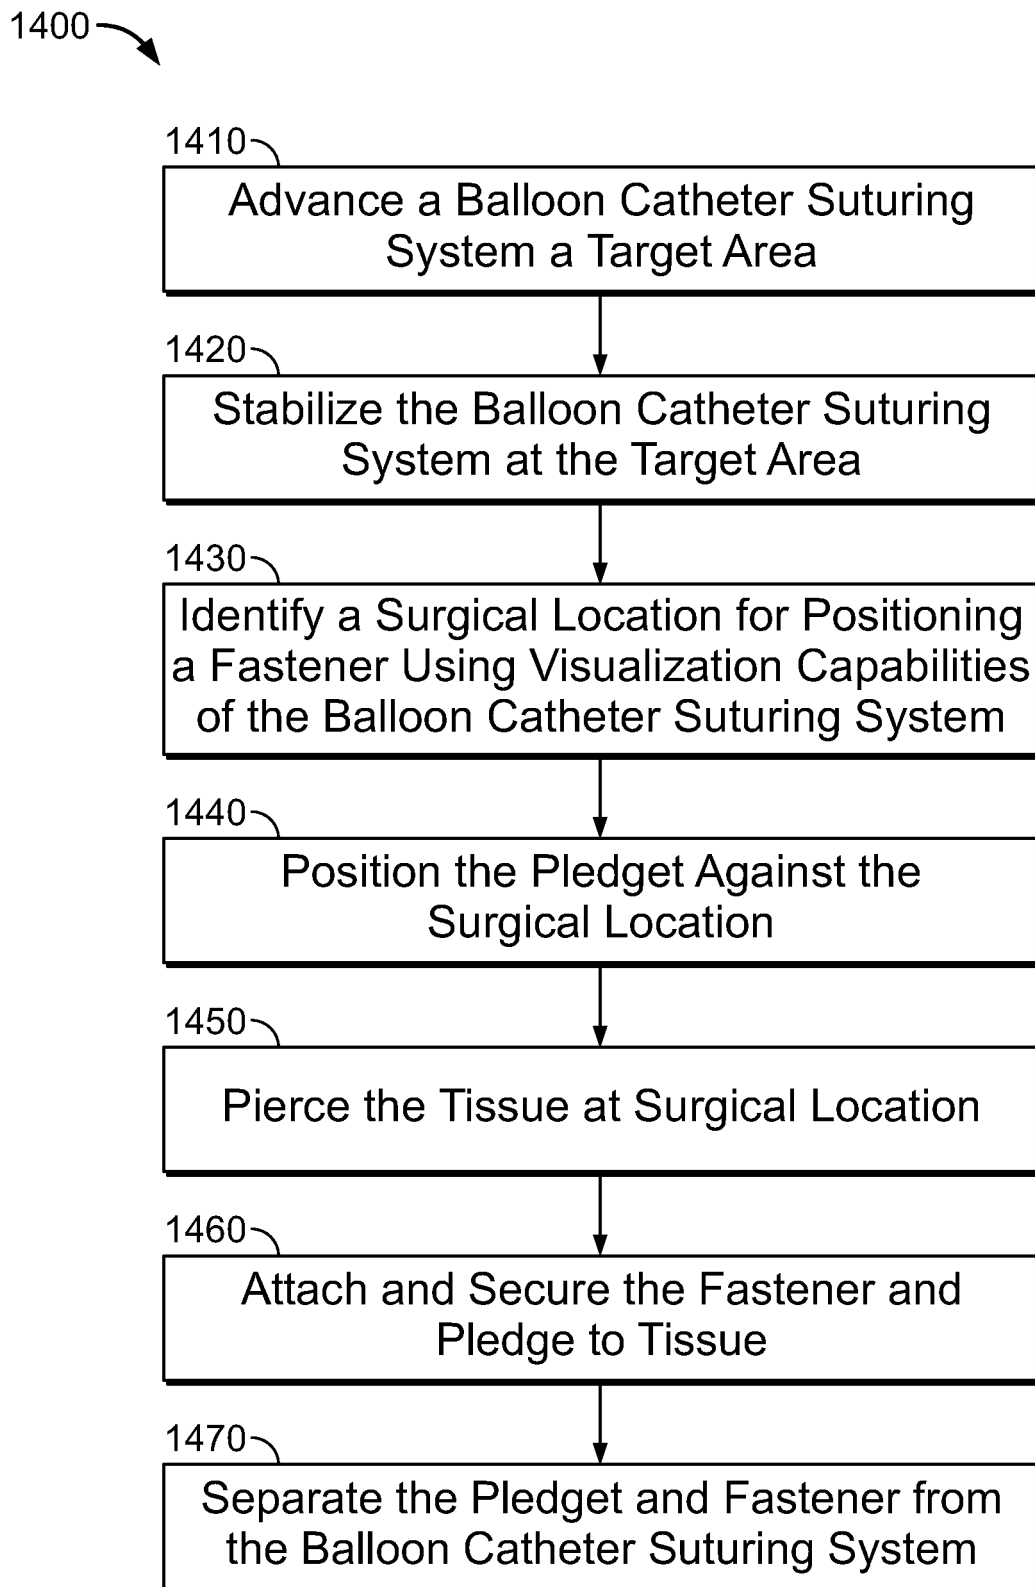 1400
1410
Advance a Balloon Catheter Suturing
System a Target Area
1420
Stabilize the Balloon Catheter Suturing
System at the Target Area
1430
Identify a Surgical Location for Positioning
a Fastener Using Visualization Capabilities
of the Balloon Catheter Suturing System
1440
Position the Pledget Against the
Surgical Location
1450
Pierce the Tissue at Surgical Location
1460
Attach and Secure the Fastener and
Pledge to Tissue
1470
Separate the Pledget and Fastener from
the Balloon Catheter Suturing System